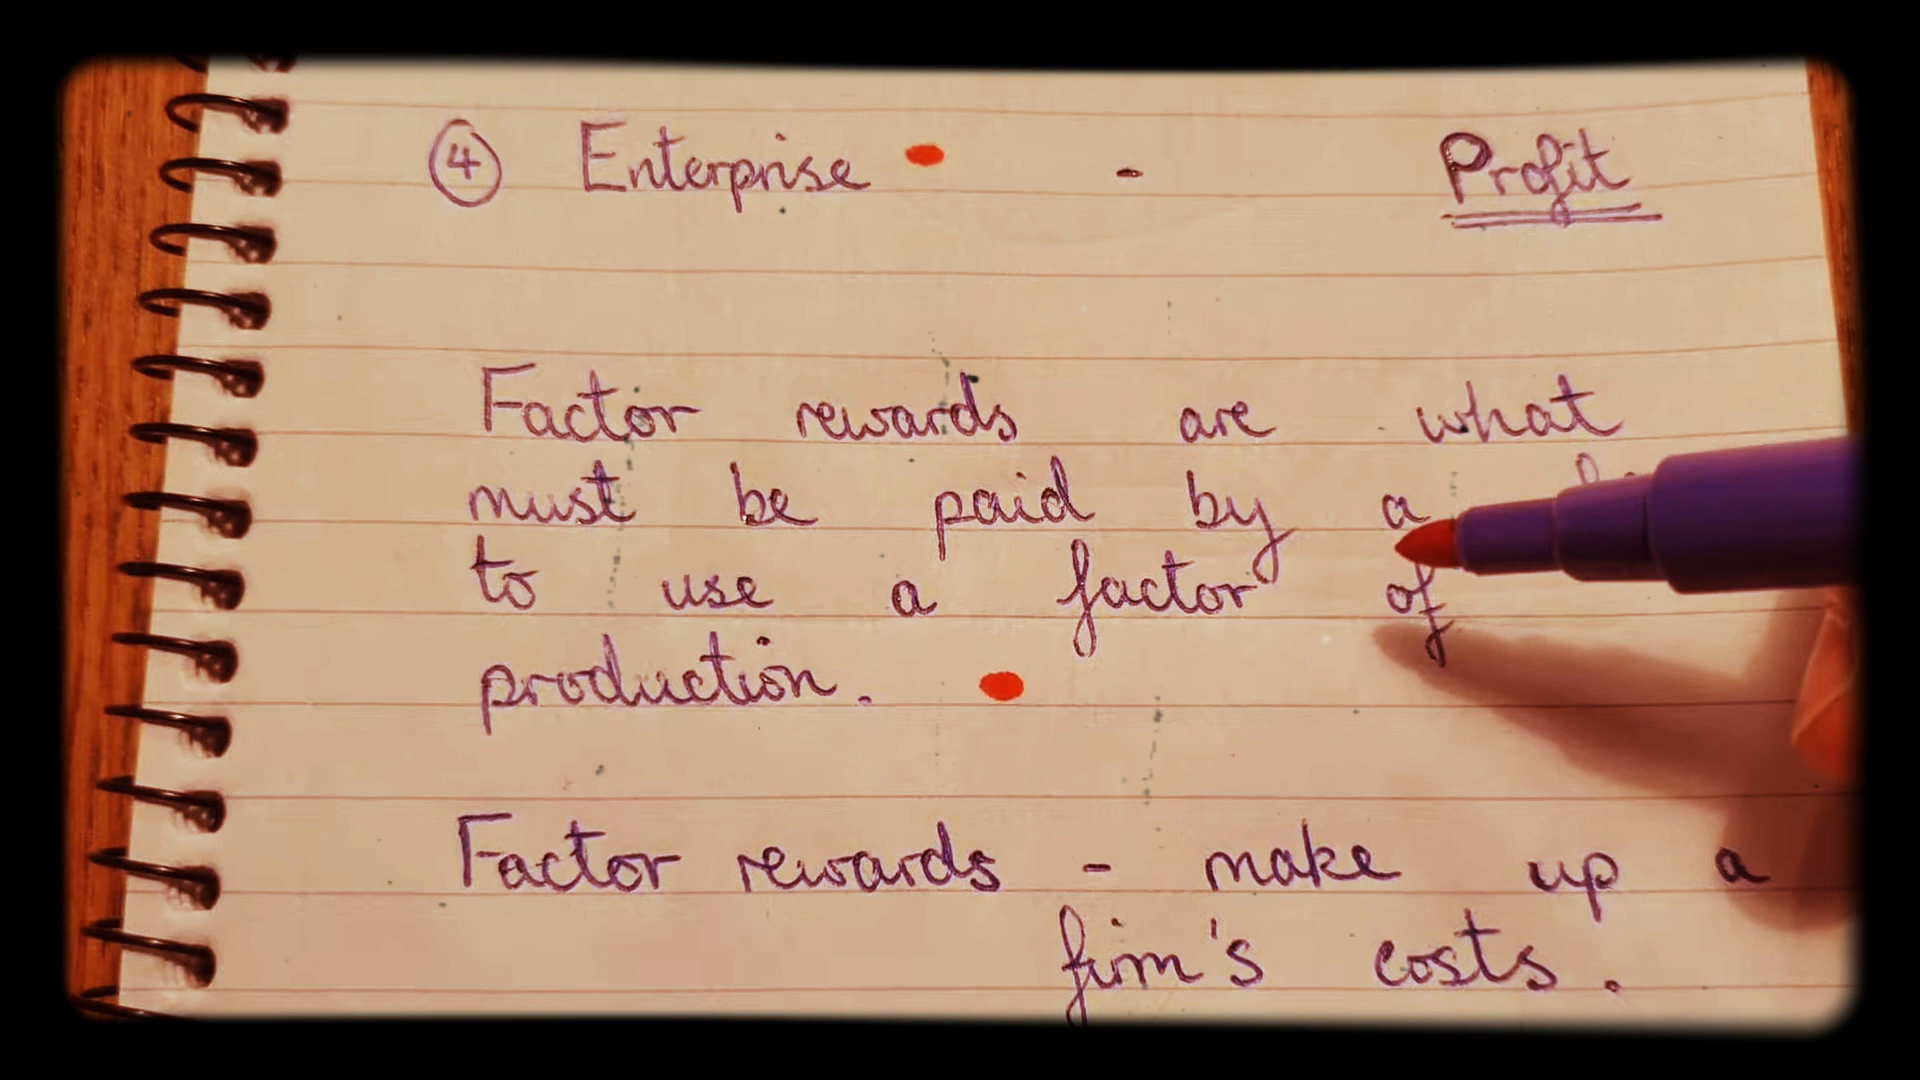 ④ Enterprise - Profit
Factor rewards are what
must be paid by a
to use a factor of
production.
Factor rewards - make up a
firm's costs.